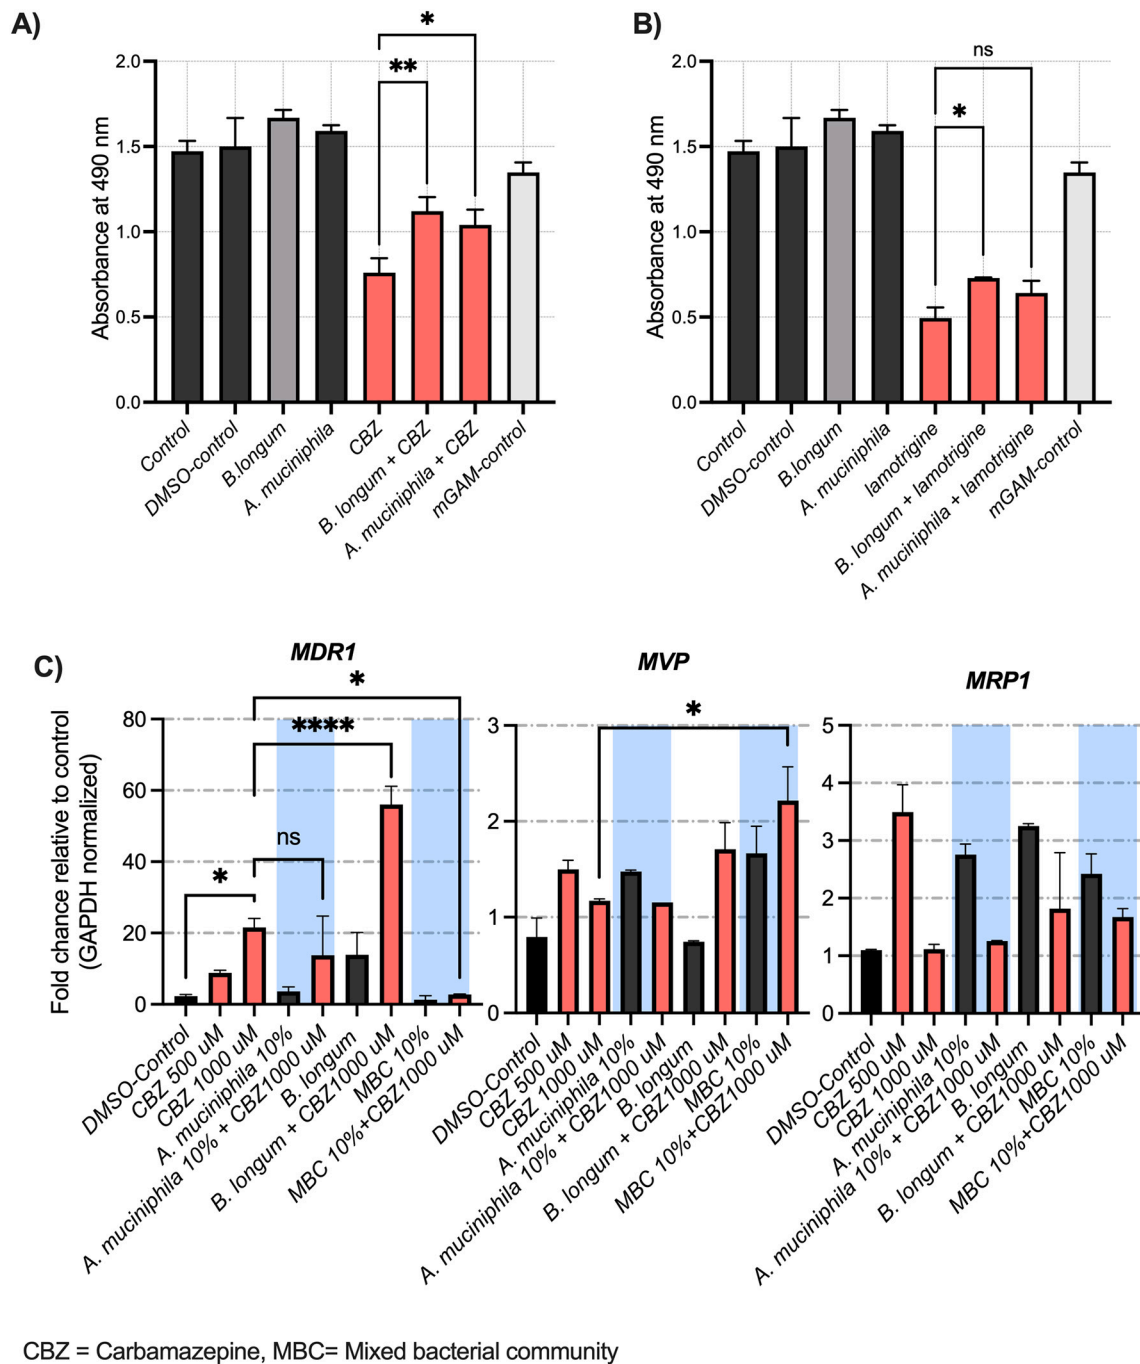 A)
Absorbance at 490 nm
2.0
1.5
1.0
0.5
0.0
*
**
Control
DMSO-control
B.longum
A. muciniphila
CBZ
B. longum + CBZ
A. muciniphila + CBZ
mGAM-control
B)
Absorbance at 490 nm
2.0
1.5
1.0
0.5
0.0
ns
*
Control
DMSO-control
B.longum
A. muciniphila
lamotrigine
B. longum + lamotrigine
A. muciniphila + lamotrigine
mGAM-control
C)
MDR1
Fold chance relative to control
(GAPDH normalized)
80
60
40
20
0
*
****
ns
*
DMSO-Control
CBZ 500 uM
CBZ 1000 uM
A. muciniphila 10%
A. muciniphila 10% + CBZ1000 uM
B. longum
B. longum + CBZ1000 uM
MBC 10%
MBC 10%+CBZ1000 uM
MVP
3
2
1
0
*
DMSO-Control
CBZ 500 uM
CBZ 1000 uM
A. muciniphila 10%
A. muciniphila 10% + CBZ1000 uM
B. longum
B. longum + CBZ1000 uM
MBC 10%
MBC 10%+CBZ1000 uM
MRP1
5
4
3
2
1
0
DMSO-Control
CBZ 500 uM
CBZ 1000 uM
A. muciniphila 10%
A. muciniphila 10% + CBZ1000 uM
B. longum
B. longum + CBZ1000 uM
MBC 10%
MBC 10%+CBZ1000 uM
CBZ = Carbamazepine, MBC= Mixed bacterial community